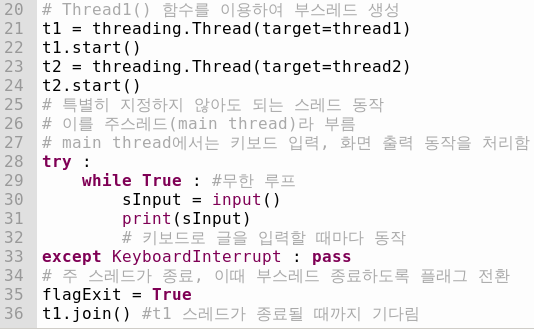 20 # Thread1() 함수를 이용하여 부스레드 생성
21 t1 = threading.Thread(target=thread1)
22 t1.start()
23 t2 = threading.Thread(target=thread2)
24 t2.start()
25 # 특별히 지정하지 않아도 되는 스레드 동작
26 # 이를 주스레드(main thread)라 부름
27 # main thread에서는 키보드 입력, 화면 출력 동작을 처리함
28 try :
29     while True : #무한 루프
30         sInput = input()
31         print(sInput)
32         # 키보드로 글을 입력할 때마다 동작
33 except KeyboardInterrupt : pass
34 # 주 스레드가 종료, 이때 부스레드 종료하도록 플래그 전환
35 flagExit = True
36 t1.join() #t1 스레드가 종료될 때까지 기다림